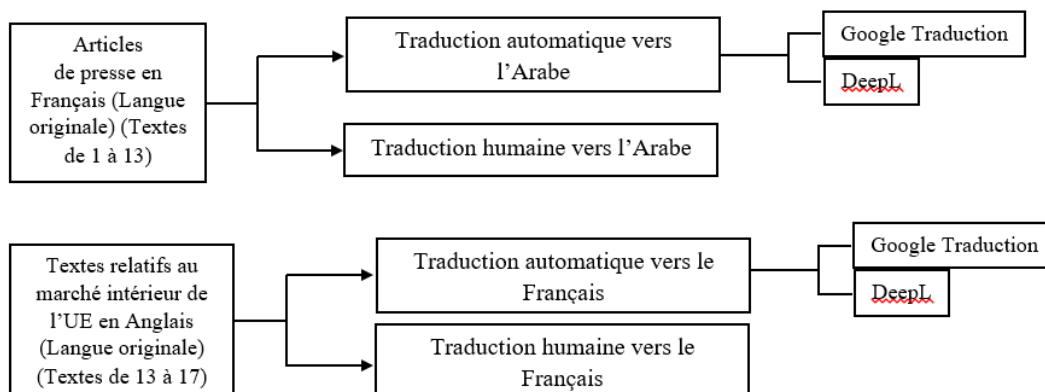 Articles
de presse en
Français (Langue
originale) (Textes
de 1 à 13)
Traduction automatique vers
l’Arabe
Google Traduction
DeepL
Traduction humaine vers l’Arabe
Textes relatifs au
marché intérieur de
l’UE en Anglais
(Langue originale)
(Textes de 13 à 17)
Traduction automatique vers le
Français
Google Traduction
DeepL
Traduction humaine vers le
Français